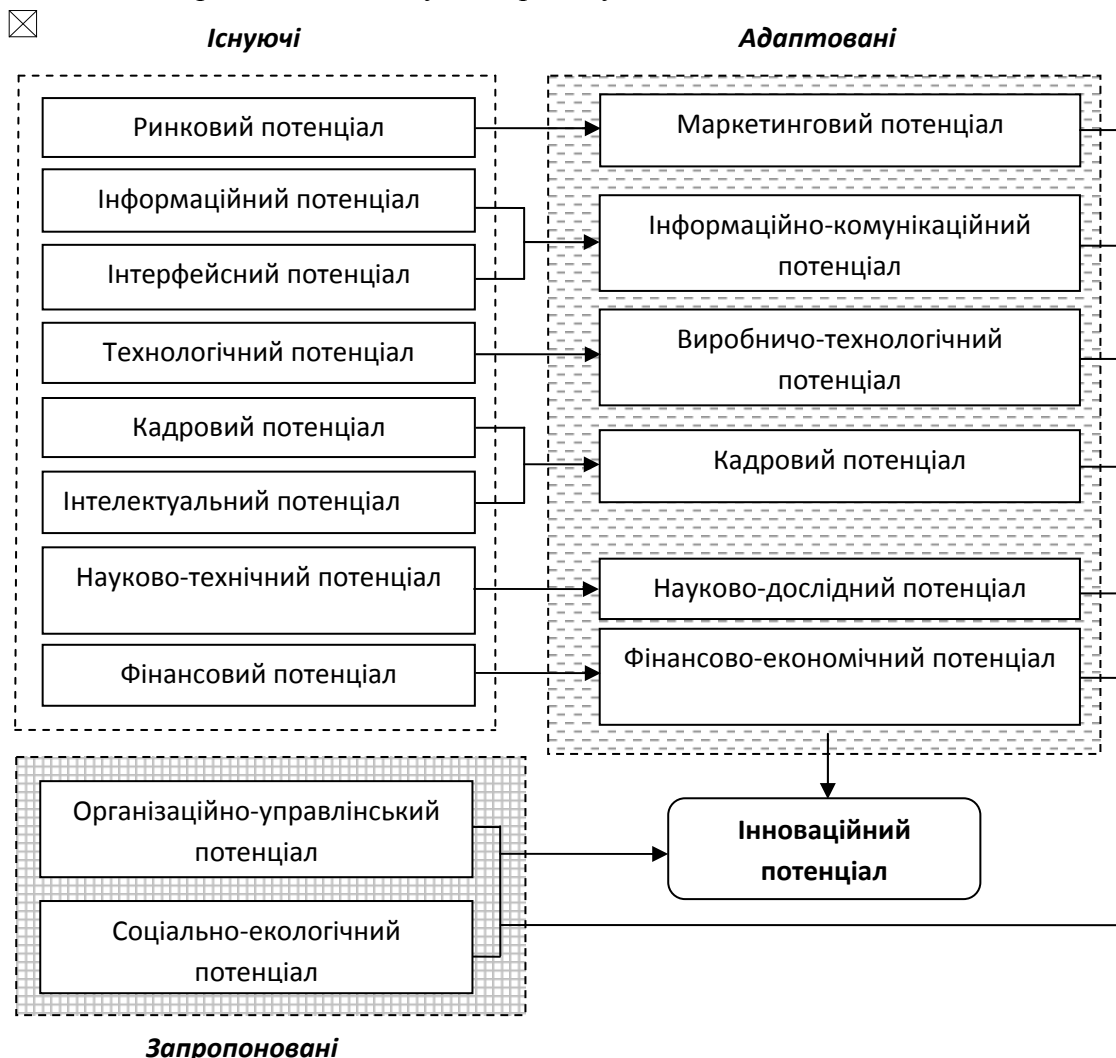 Існуючі
Адаптовані
Ринковий потенціал
Інформаційний потенціал
Інтерфейсний потенціал
Технологічний потенціал
Кадровий потенціал
Інтелектуальний потенціал
Науково-технічний потенціал
Фінансовий потенціал
Маркетинговий потенціал
Інформаційно-комунікаційний
потенціал
Виробничо-технологічний
потенціал
Кадровий потенціал
Науково-дослідний потенціал
Фінансово-економічний потенціал
Організаційно-управлінський
потенціал
Соціально-екологічний
потенціал
Інноваційний
потенціал
Запропоновані